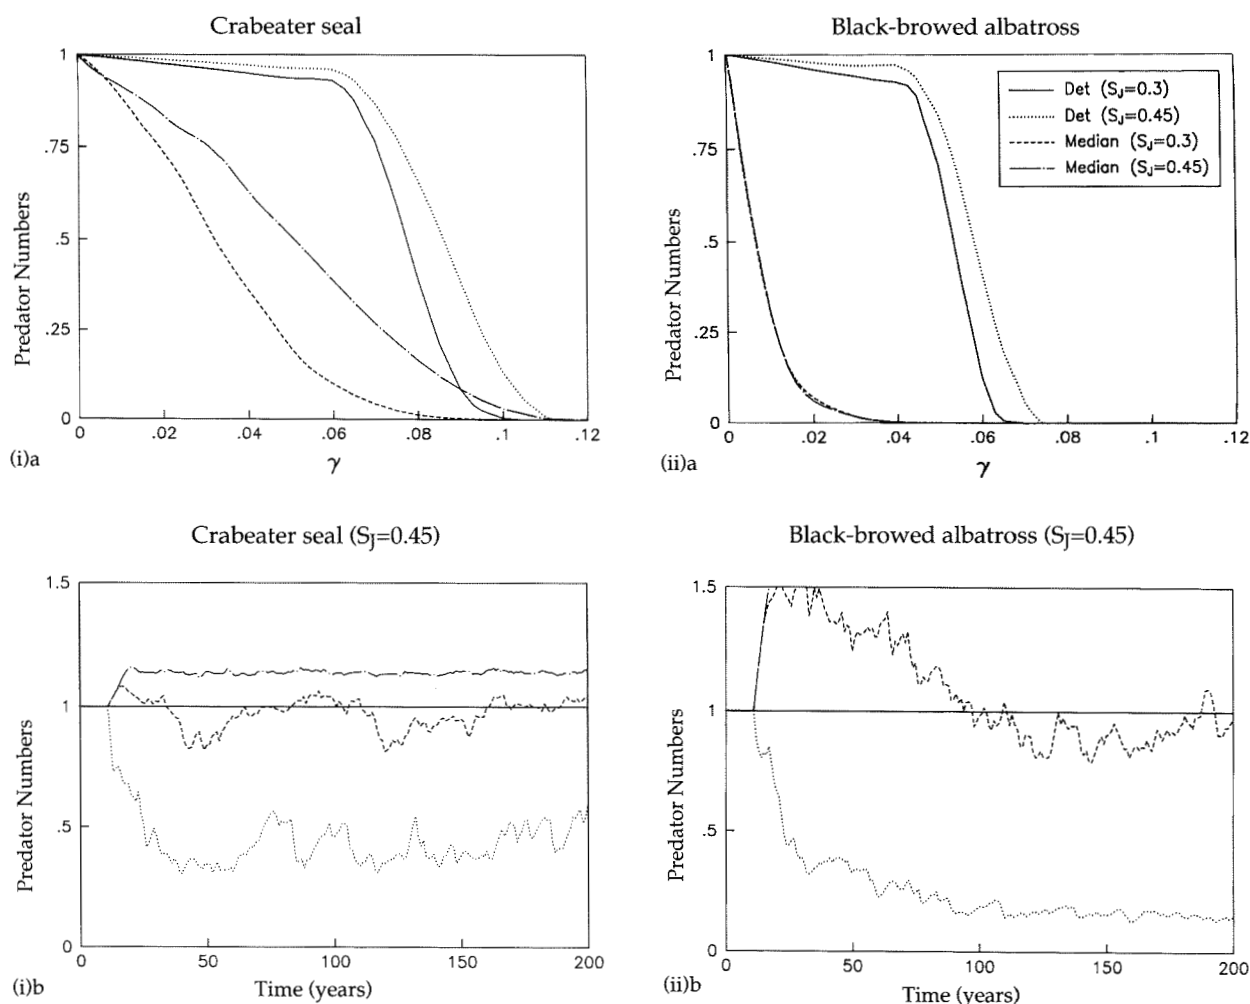 Crabeater seal
Predator Numbers
1
.75
.5
.25
0
0 .02 .04 .06 .08 .1 .12
γ
(i)a
Black-browed albatross
Det (SJ=0.3)
Det (SJ=0.45)
Median (SJ=0.3)
Median (SJ=0.45)
Predator Numbers
1
.75
.5
.25
0
0 .02 .04 .06 .08 .1 .12
γ
(ii)a
Crabeater seal (SJ=0.45)
Predator Numbers
1.5
1
.5
0
0 50 100 150 200
Time (years)
(i)b
Black-browed albatross (SJ=0.45)
Predator Numbers
1.5
1
.5
0
0 50 100 150 200
Time (years)
(ii)b